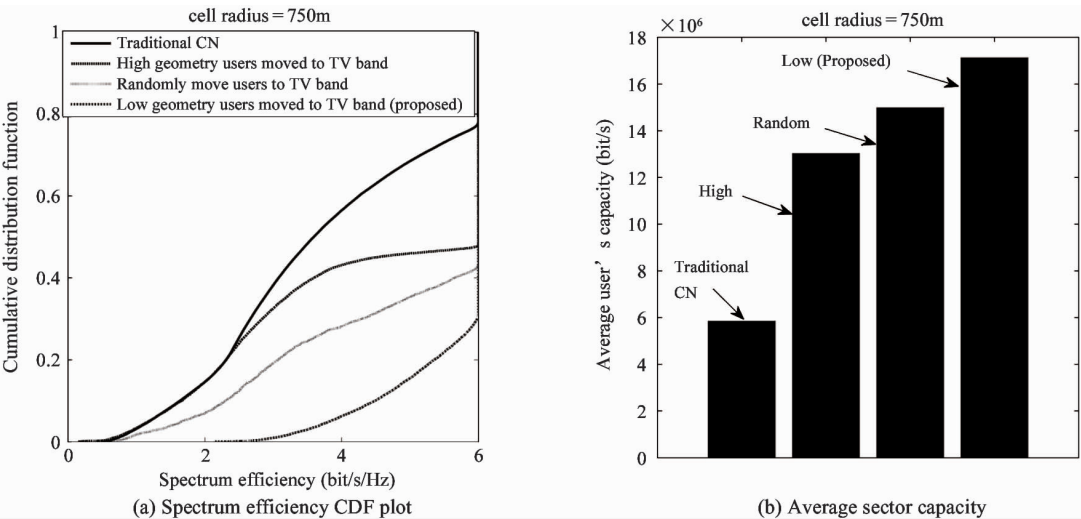 cell radius = 750m
Cumulative distribution function
1
0.8
0.6
0.4
0.2
0
Traditional CN
High geometry users moved to TV band
Randomly move users to TV band
Low geometry users moved to TV band (proposed)
0 2 4 6
Spectrum efficiency (bit/s/Hz)
(a) Spectrum efficiency CDF plot
cell radius = 750m
×10⁶
Average user's capacity (bit/s)
18
16
14
12
10
8
6
4
2
0
Low (Proposed)
Random
High
Traditional
CN
(b) Average sector capacity